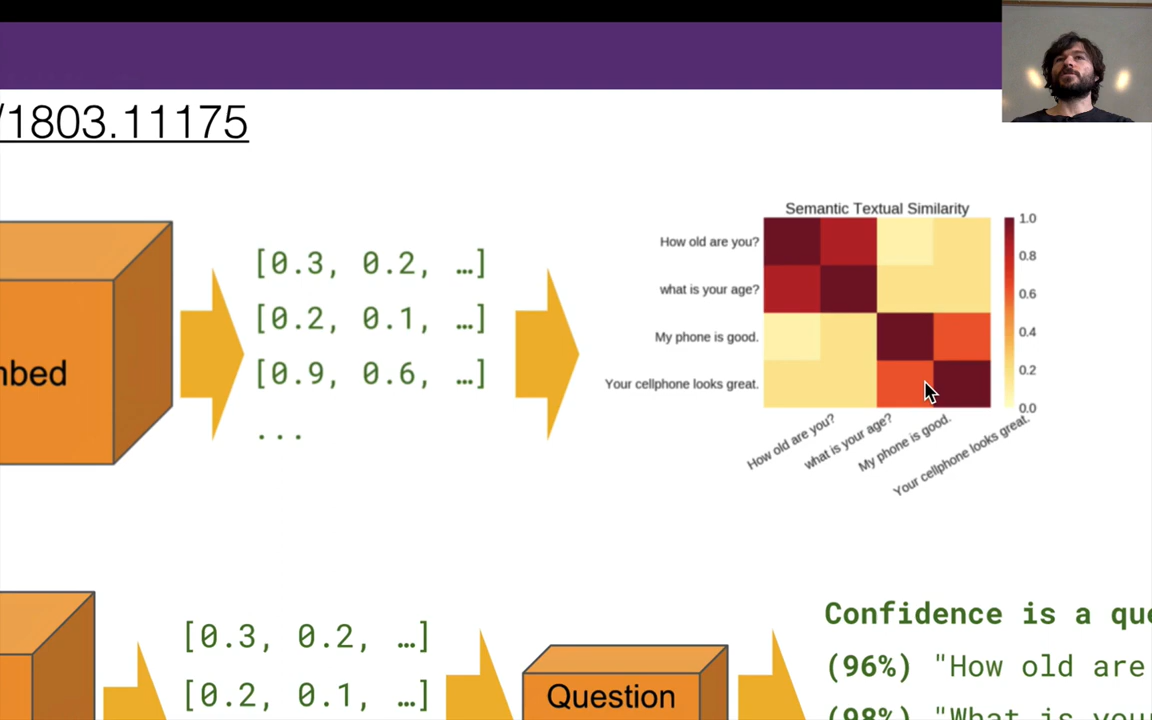 /1803.11175
Semantic Textual Similarity
How old are you?
what is your age?
My phone is good.
Your cellphone looks great.
1.0
0.8
0.6
0.4
0.2
0.0
How old are you?
what is your age?
My phone is good.
Your cellphone looks great.
[0.3, 0.2, …]
[0.2, 0.1, …]
[0.9, 0.6, …]
...
mbed
[0.3, 0.2, …]
[0.2, 0.1, …]
Question
Confidence is a que
(96%) "How old are
(98%) "What is your